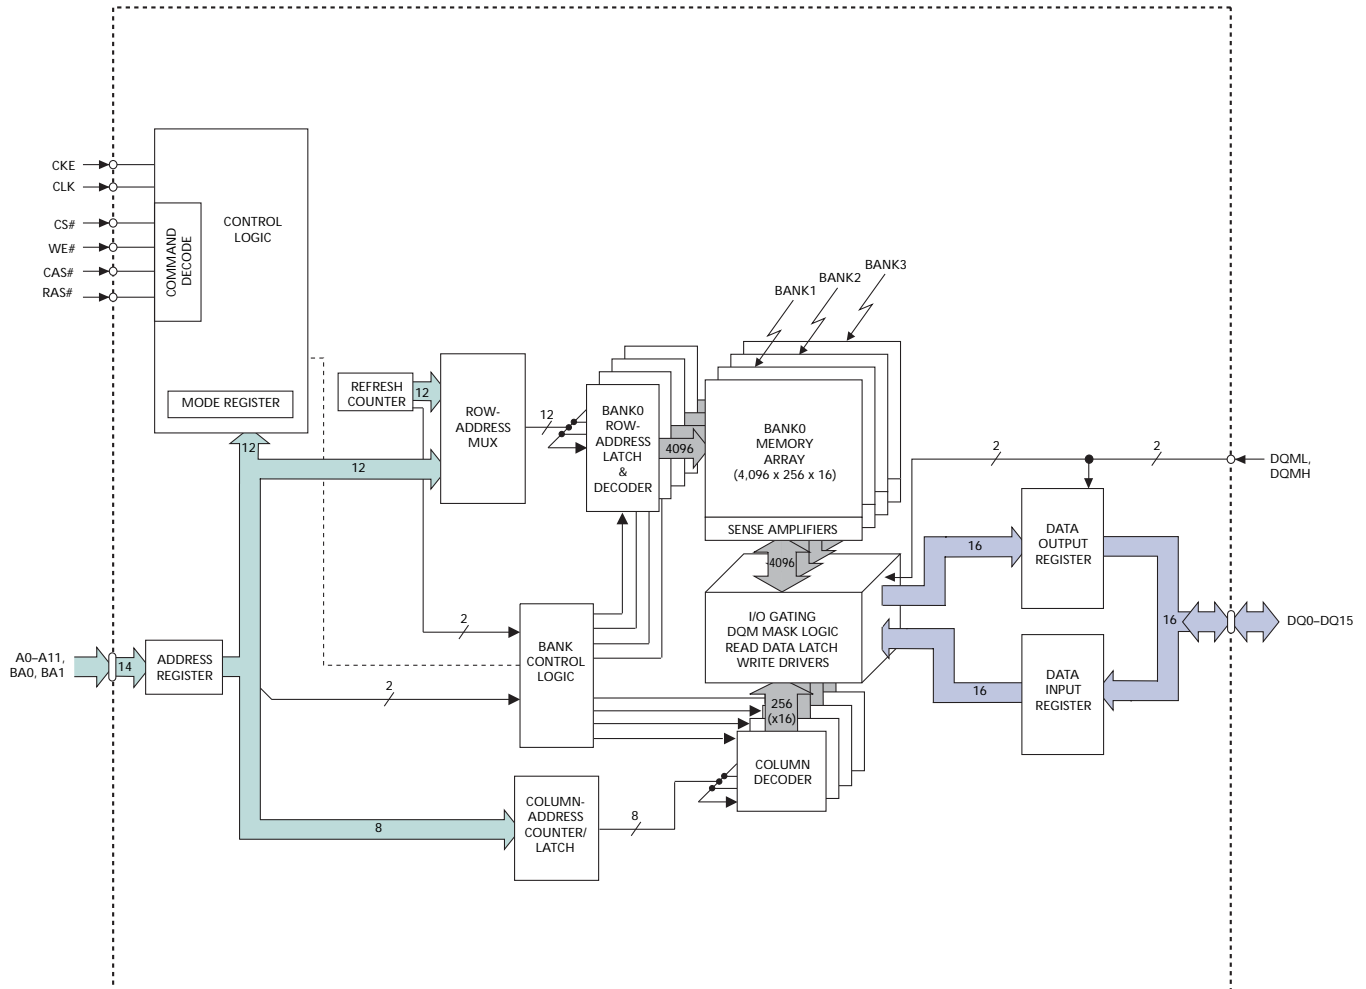 CKE
CLK
CS#
WE#
CAS#
RAS#
COMMAND
DECODE
CONTROL
LOGIC
MODE REGISTER
BANK1
BANK2
BANK3
REFRESH
COUNTER
12
ROW-
ADDRESS
MUX
12
BANK0
ROW-
ADDRESS
LATCH
&
DECODER
4096
BANK0
MEMORY
ARRAY
(4,096 x 256 x 16)
SENSE AMPLIFIERS
12
12
2
2
DQML,
DQMH
4096
16
DATA
OUTPUT
REGISTER
I/O GATING
DQM MASK LOGIC
READ DATA LATCH
WRITE DRIVERS
16
DQ0–DQ15
2
BANK
CONTROL
LOGIC
A0–A11,
BA0, BA1
14
ADDRESS
REGISTER
2
16
DATA
INPUT
REGISTER
256
(x16)
COLUMN
DECODER
8
COLUMN-
ADDRESS
COUNTER/
LATCH
8